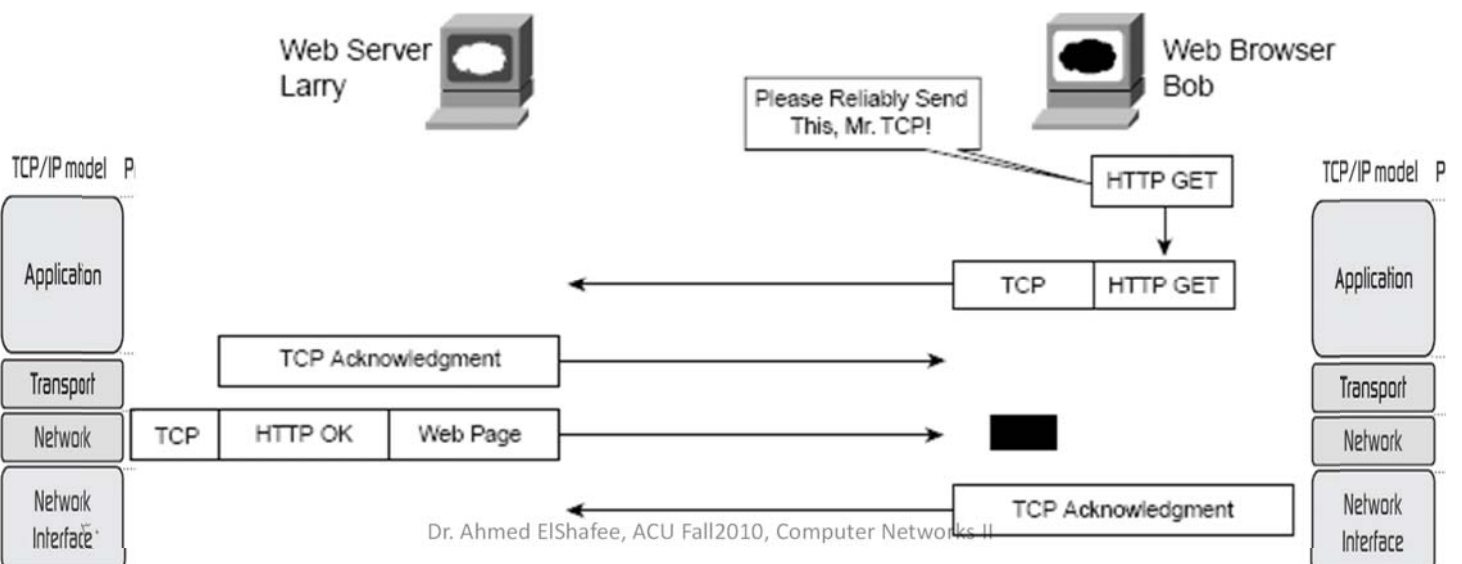 Web Server
Larry
Web Browser
Bob
Please Reliably Send
This, Mr. TCP!
TCP/IP model P
HTTP GET
TCP/IP model P
Application
TCP
HTTP GET
Application
TCP Acknowledgment
Transport
Transport
Network
TCP
HTTP OK
Web Page
Network
Network
Interface
TCP Acknowledgment
Network
Interface
Dr. Ahmed ElShafee, ACU Fall2010, Computer Networks II